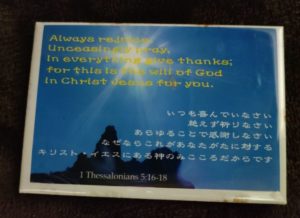 Always rejoice;
Unceasingly pray,
In everything give thanks;
for this is the will of God
in Christ Jesus for you.
いつも喜んでいなさい
絶えず祈りなさい
あらゆることで感謝しなさい
なぜならこれがあなたがたに対する
キリスト・イエスにある神のみこころだからです
1 Thessalonians 5:16-18